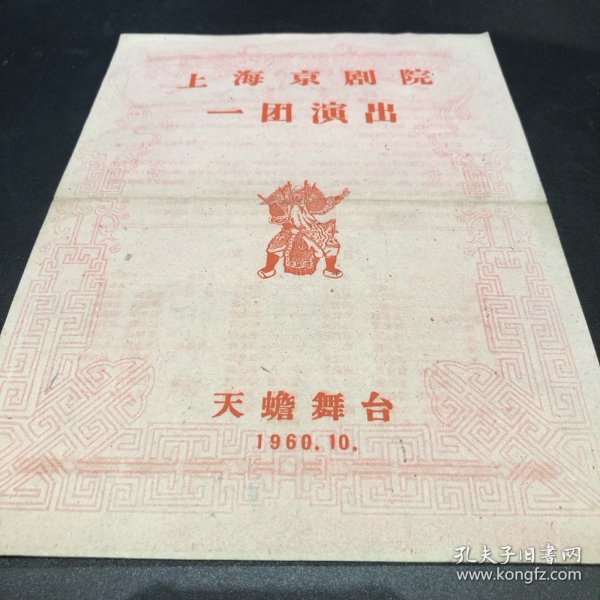 上海京剧院
一团演出
天蟾舞台
1960.10.
孔夫子旧书网
www.kongfz.com